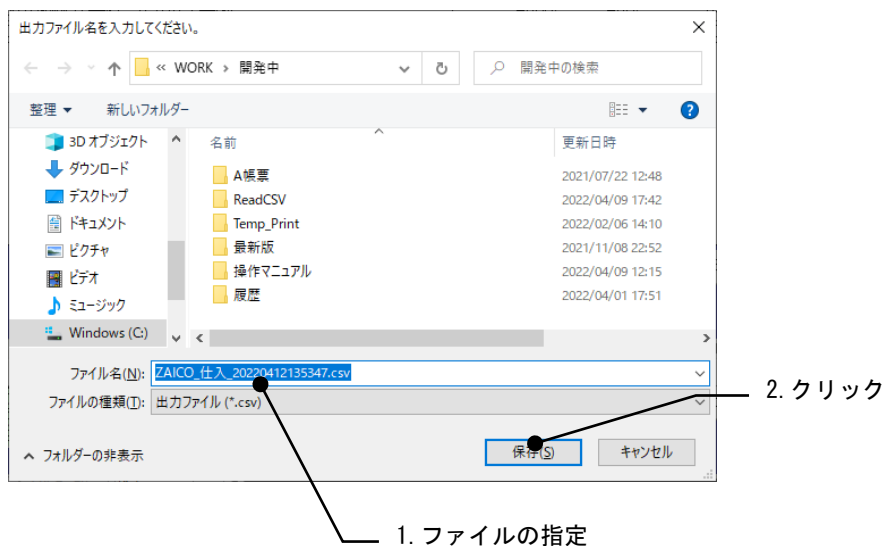 出力ファイル名を入力してください。
« WORK › 開発中
開発中の検索
整理
新しいフォルダー
3D オブジェクト
ダウンロード
デスクトップ
ドキュメント
ピクチャ
ビデオ
ミュージック
Windows (C:)
名前 更新日時
A帳票 2021/07/22 12:48
ReadCSV 2022/04/09 17:42
Temp_Print 2022/02/06 14:10
最新版 2021/11/08 22:52
操作マニュアル 2022/04/09 12:15
履歴 2022/04/01 17:51
ファイル名(N): ZAICO_仕入_20220412135347.csv
ファイルの種類(T): 出力ファイル (*.csv)
2. クリック
フォルダーの非表示
保存(S)
キャンセル
1. ファイルの指定